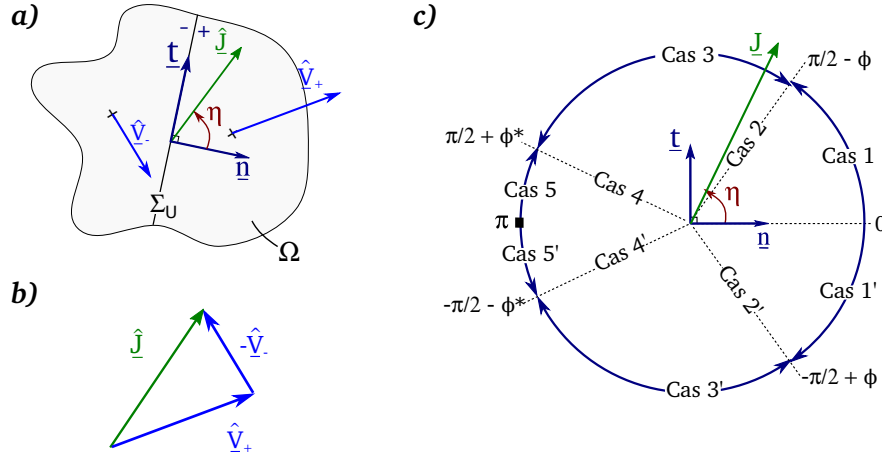 a)
- +
t
Ĵ
V̂₊
η
V̂₋
n
Σ_U
Ω
b)
Ĵ
-V̂₋
V̂₊
c)
Cas 3
J
π/2 - ϕ
π/2 + ϕ*
t
Cas 2
Cas 1
Cas 5
Cas 4
η
π
n
0
Cas 5'
Cas 4'
Cas 2'
Cas 1'
-π/2 - ϕ*
-π/2 + ϕ
Cas 3'